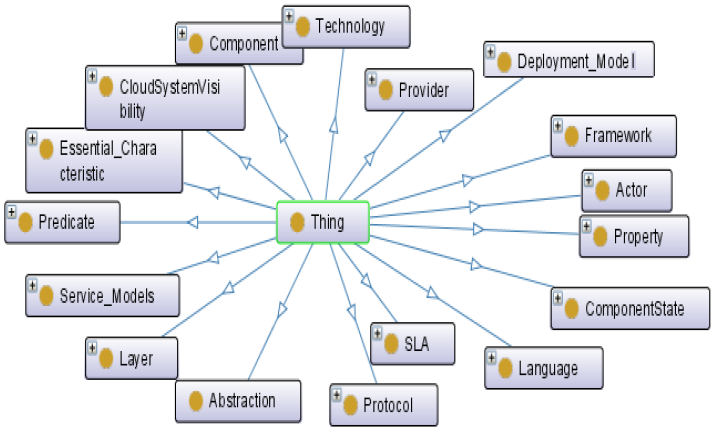 Technology
Component
Deployment_Model
CloudSystemVisi
bility
Provider
Framework
Essential_Chara
cteristic
Actor
Predicate
Thing
Property
Service_Models
ComponentState
SLA
Layer
Language
Abstraction
Protocol